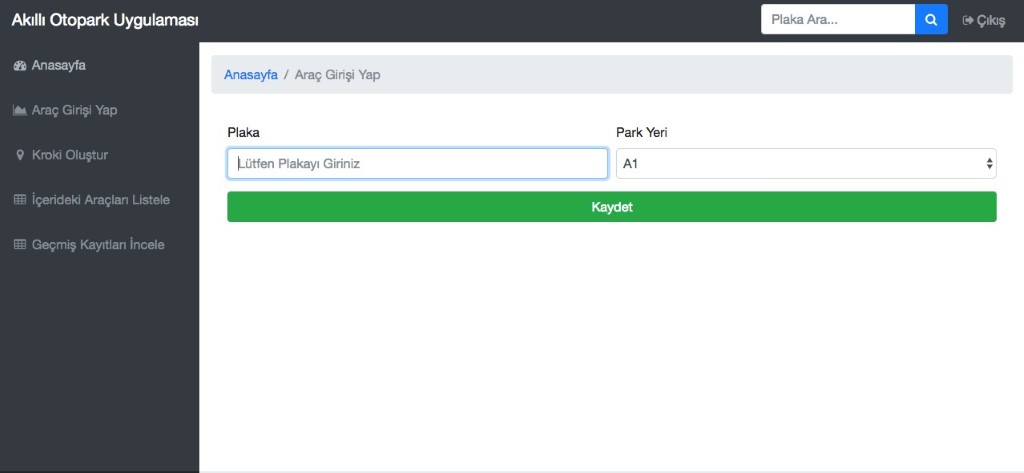 Akıllı Otopark Uygulaması
Plaka Ara...
Çıkış
Anasayfa
Araç Girişi Yap
Kroki Oluştur
İçerideki Araçları Listele
Geçmiş Kayıtları İncele
Anasayfa / Araç Girişi Yap
Plaka
Park Yeri
Lütfen Plakayı Giriniz
A1
Kaydet